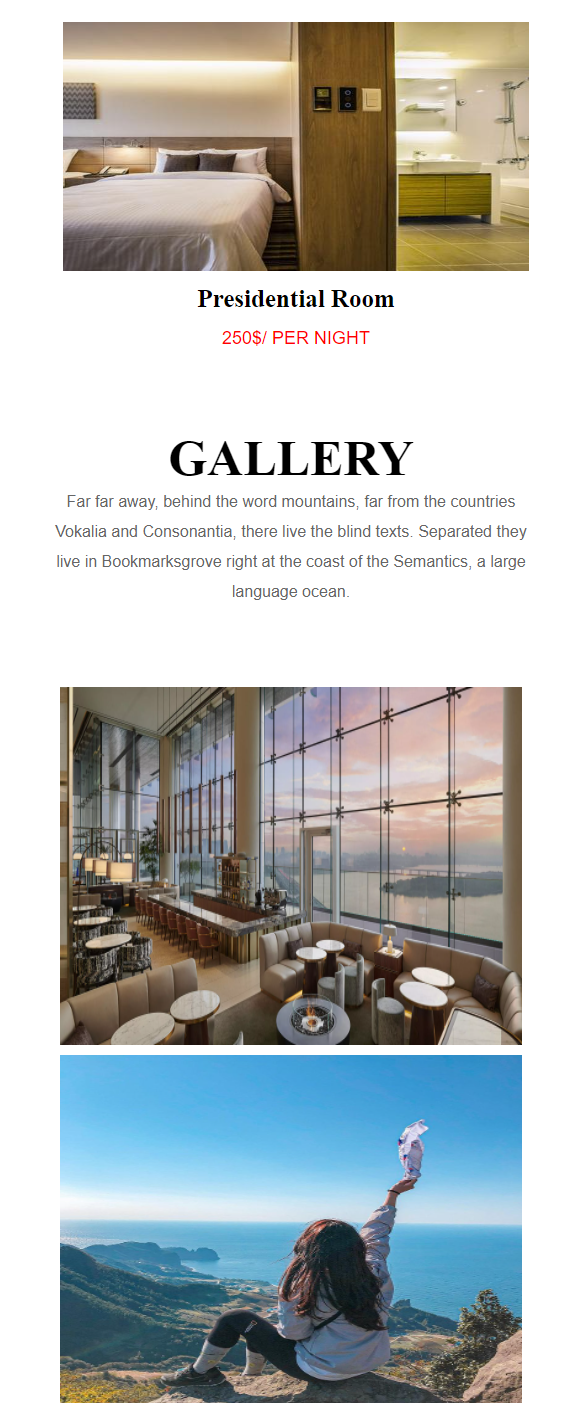 Presidential Room
250$/ PER NIGHT
GALLERY
Far far away, behind the word mountains, far from the countries
Vokalia and Consonantia, there live the blind texts. Separated they
live in Bookmarksgrove right at the coast of the Semantics, a large
language ocean.